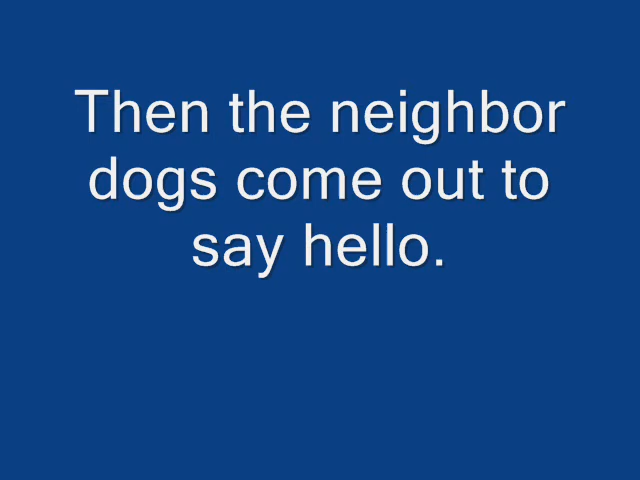 Then the neighbor
dogs come out to
say hello.